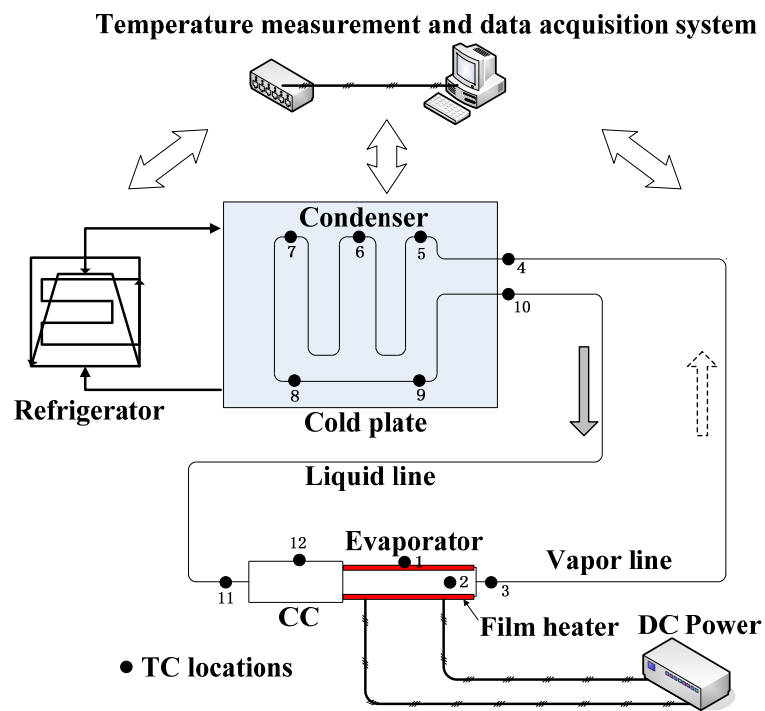 Temperature measurement and data acquisition system
Condenser
7
6
5
4
10
8
9
Refrigerator
Cold plate
Liquid line
12
Evaporator
1
Vapor line
2
3
11
CC
Film heater
DC Power
TC locations